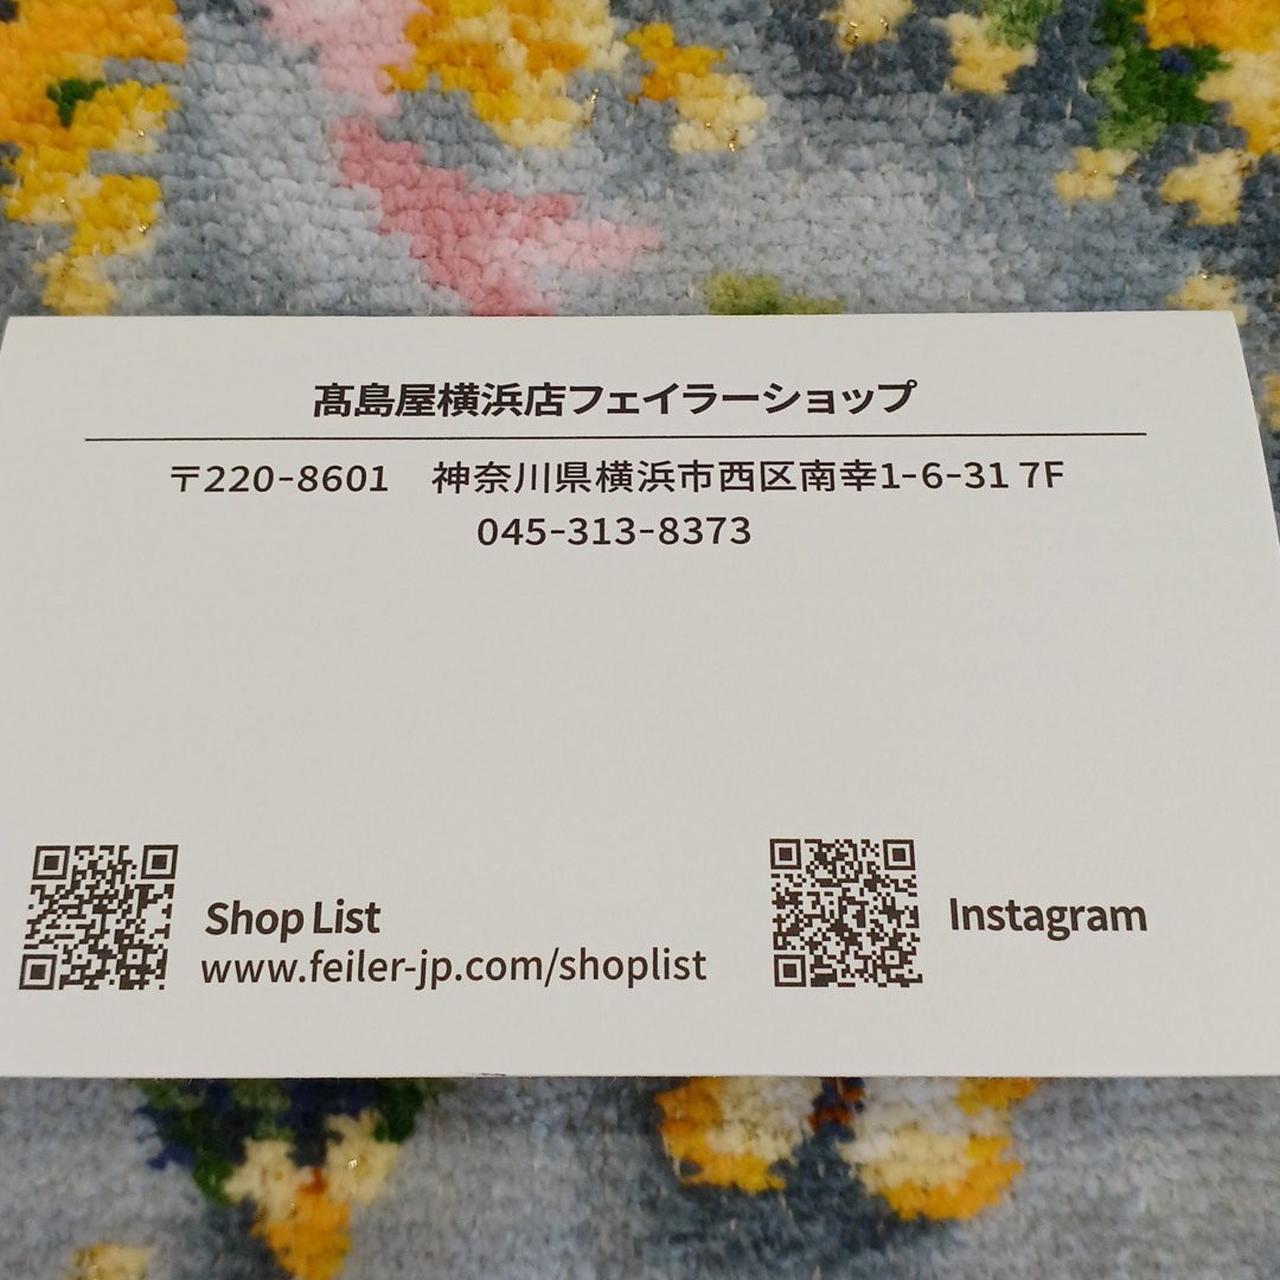 髙島屋横浜店フェイラーショップ
〒220-8601　神奈川県横浜市西区南幸1-6-31 7F
045-313-8373
Shop List
www.feiler-jp.com/shoplist
Instagram